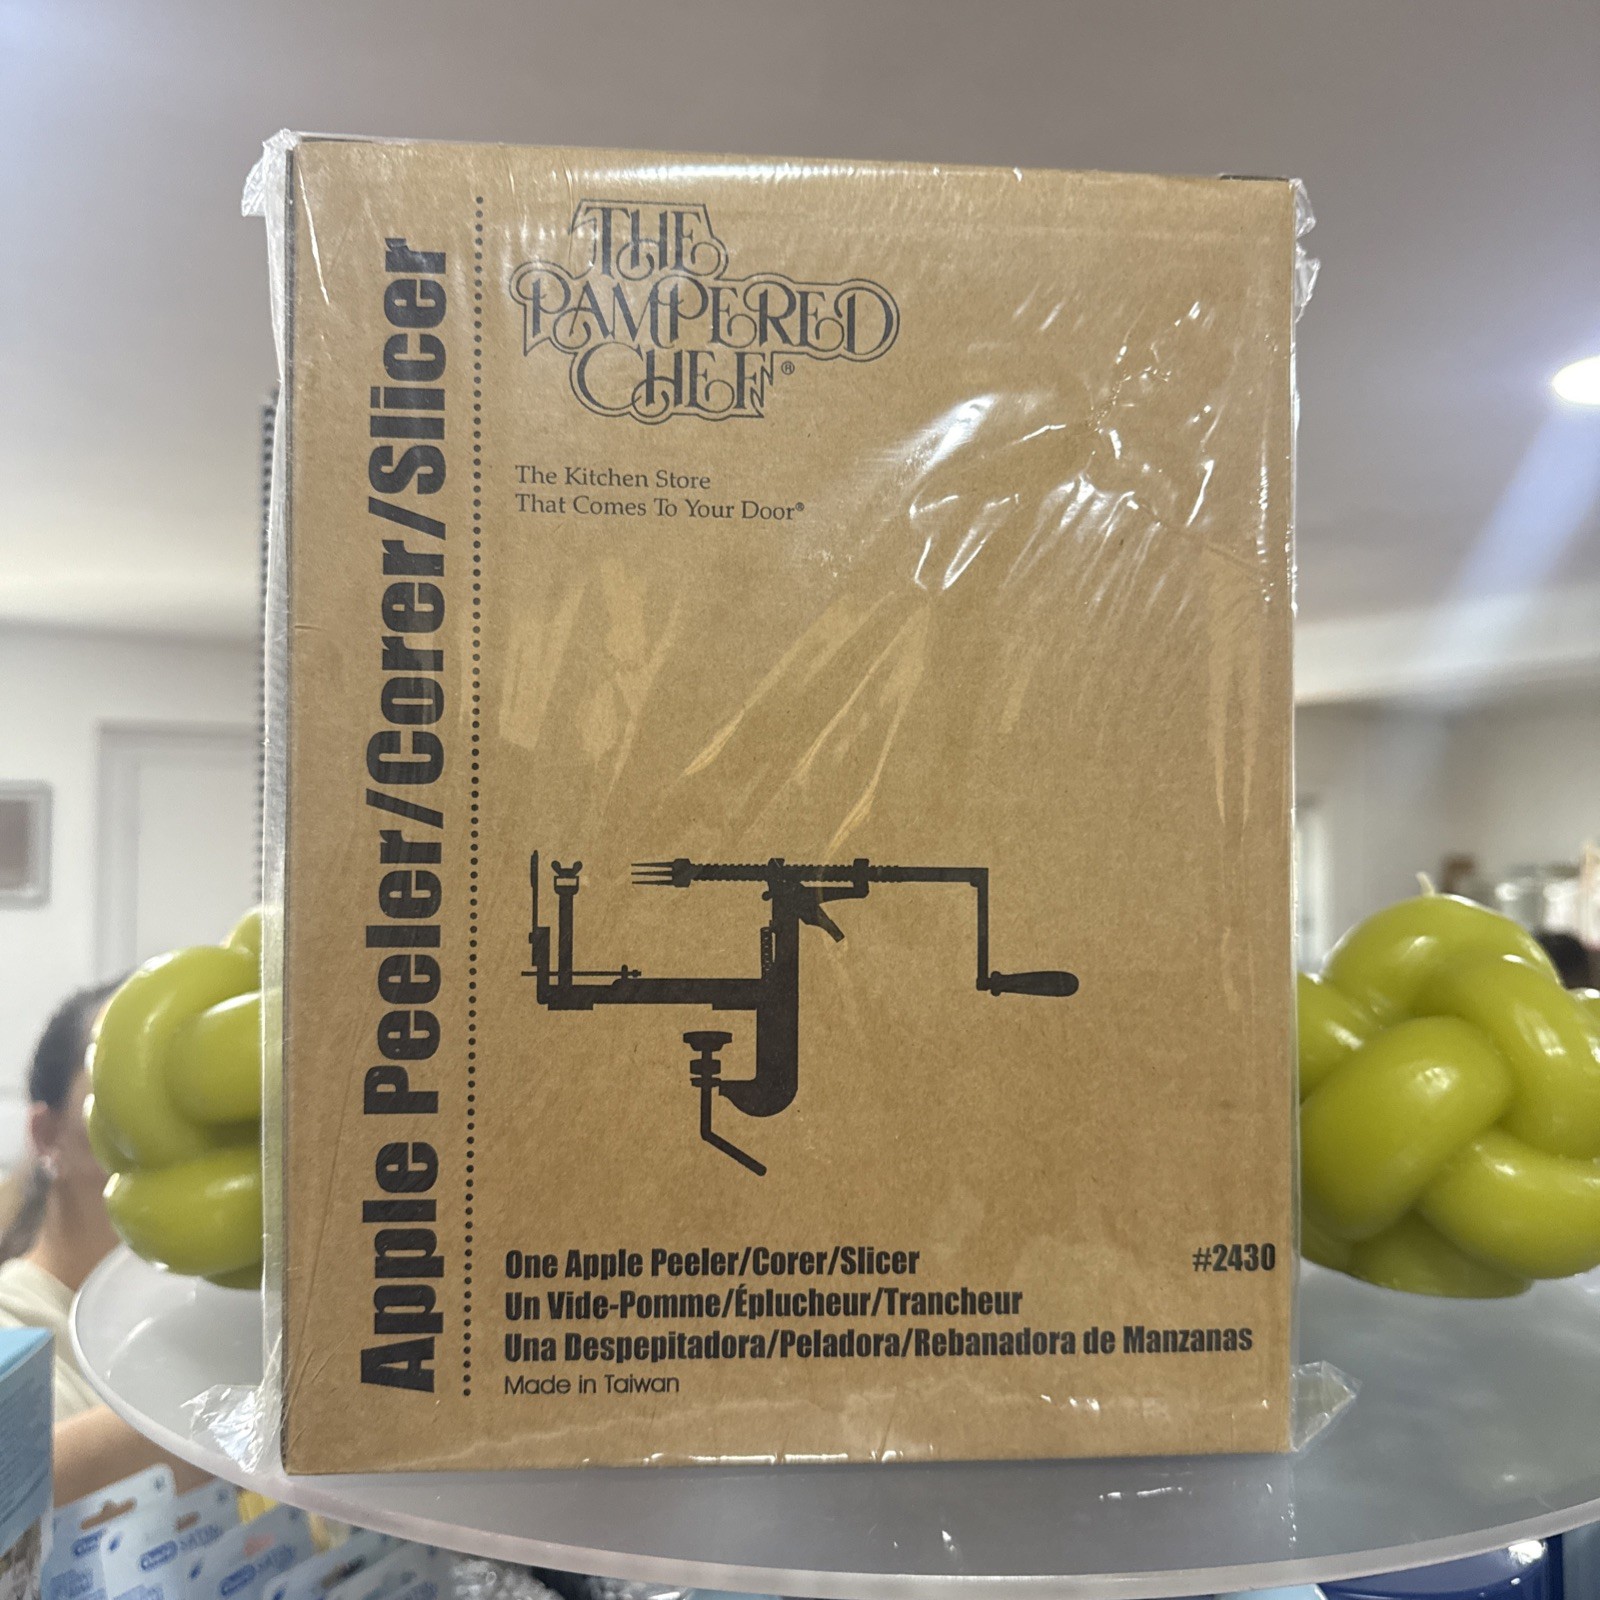 Apple Peeler/Corer/Slicer
THE
PAMPERED
CHEF®
The Kitchen Store
That Comes To Your Door®
One Apple Peeler/Corer/Slicer #2430
Un Vide-Pomme/Éplucheur/Trancheur
Una Despepitadora/Peladora/Rebanadora de Manzanas
Made in Taiwan